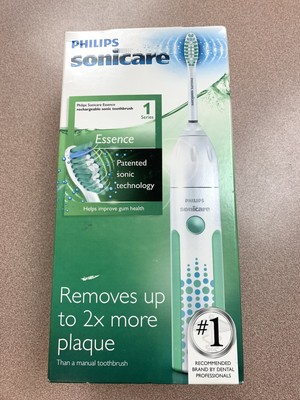 PHILIPS
sonicare
Philips Sonicare Essence
rechargeable sonic toothbrush
1
Series
Essence
Patented
sonic
technology
Helps improve gum health
PHILIPS
sonicare
Removes up
to 2x more
plaque
Than a manual toothbrush
#1
RECOMMENDED
BRAND BY DENTAL
PROFESSIONALS